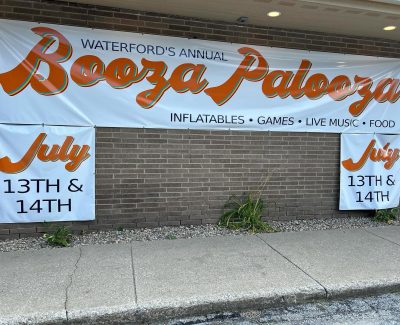 WATERFORD'S ANNUAL
Booza Palooza
INFLATABLES • GAMES • LIVE MUSIC • FOOD
July
13TH &
14TH
July
13TH &
14TH